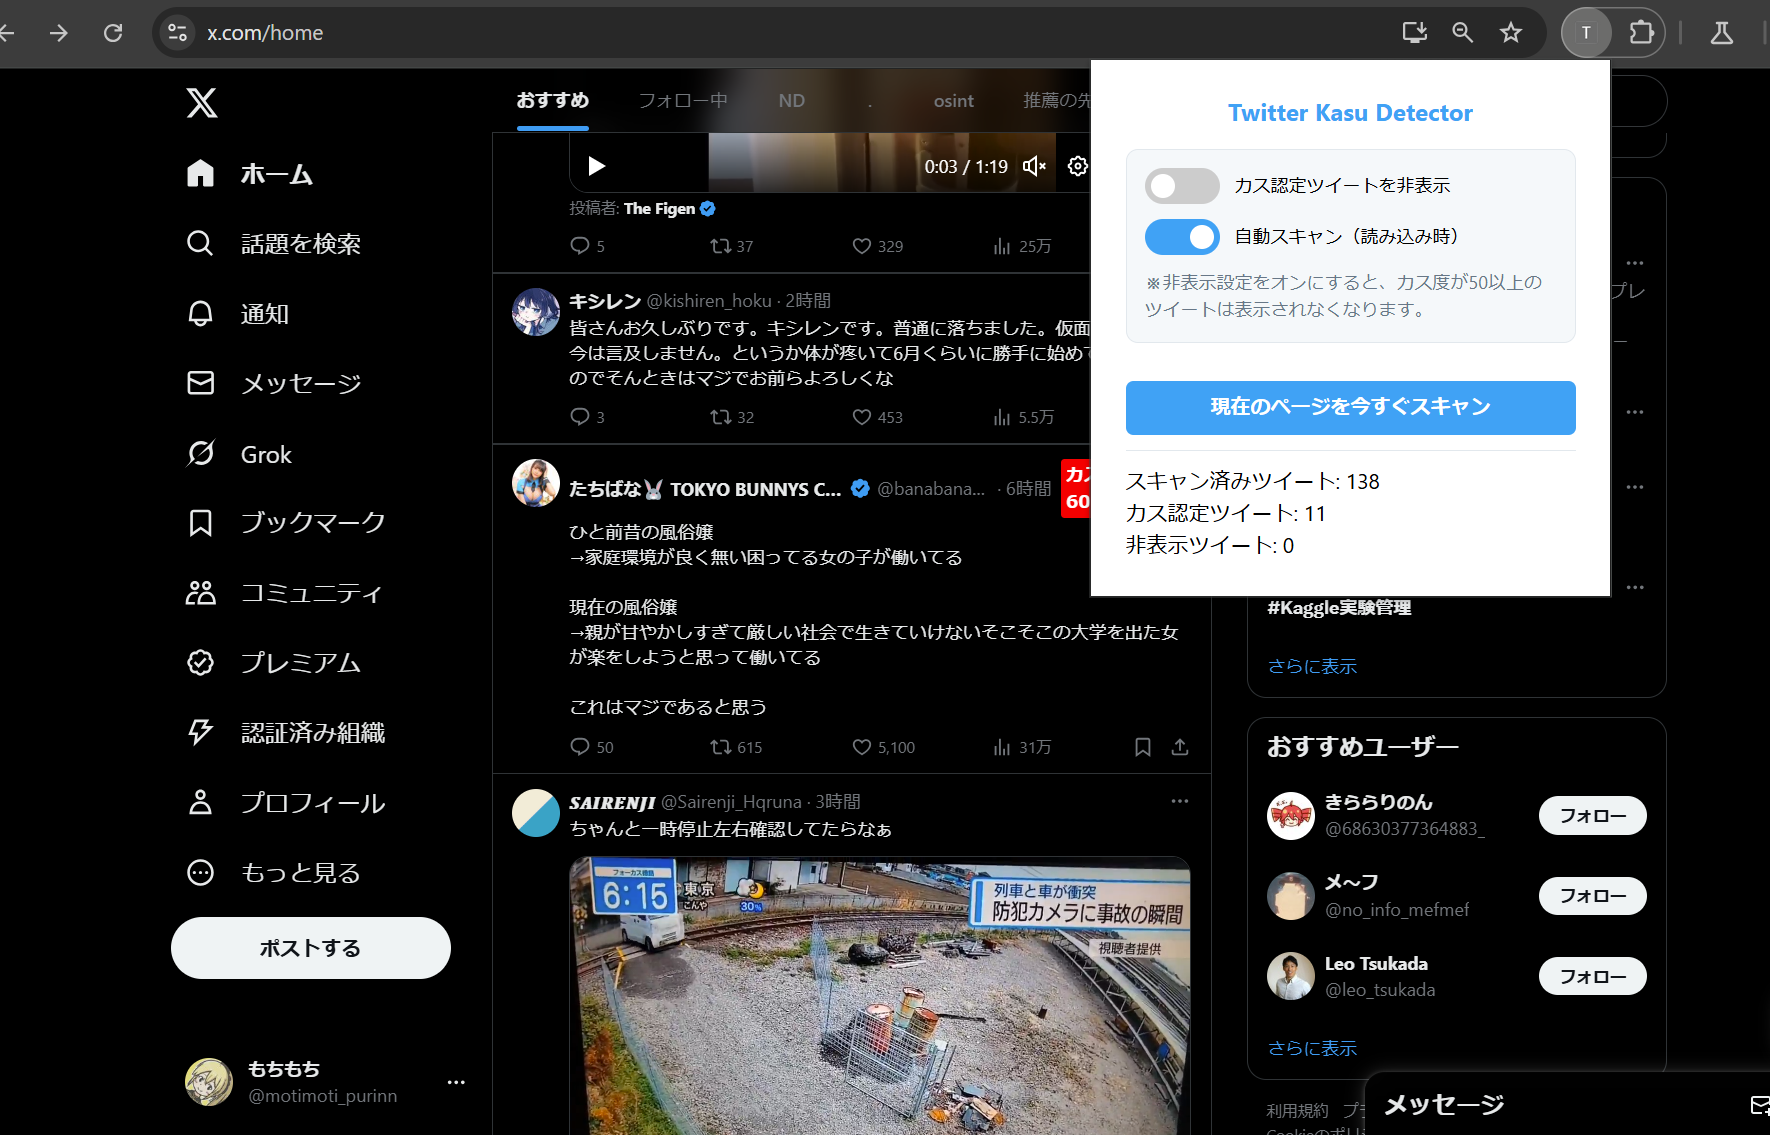 x.com/home
T
ホーム
話題を検索
通知
メッセージ
Grok
ブックマーク
コミュニティ
プレミアム
認証済み組織
プロフィール
もっと見る
ポストする
もちもち
@motimoti_purinn
おすすめ
フォロー中
ND
.
osint
推薦の先
0:03 / 1:19
投稿者: The Figen
5
37
329
25万
キシレン @kishiren_hoku · 2時間
皆さんお久しぶりです。キシレンです。普通に落ちました。仮面
今は言及しません。というか体が疼いて6月くらいに勝手に始めて
のでそんときはマジでお前らよろしくな
3
32
453
5.5万
たちばな🐰 TOKYO BUNNYS C... @banabana... · 6時間
カス
60
ひと前昔の風俗嬢
→家庭環境が良く無い困ってる女の子が働いてる
現在の風俗嬢
→親が甘やかしすぎて厳しい社会で生きていけないそこそこの大学を出た女
が楽をしようと思って働いてる
これはマジであると思う
50
615
5,100
31万
SAIRENJI @Sairenji_Hqruna · 3時間
ちゃんと一時停止左右確認してたらなぁ
フォーカス徳島
6:15
東京
こんや
30%
列車と車が衝突
防犯カメラに事故の瞬間
視聴者提供
Twitter Kasu Detector
カス認定ツイートを非表示
自動スキャン（読み込み時）
※非表示設定をオンにすると、カス度が50以上の
ツイートは表示されなくなります。
現在のページを今すぐスキャン
スキャン済みツイート: 138
カス認定ツイート: 11
非表示ツイート: 0
プレ
ー
#Kaggle実験管理
さらに表示
おすすめユーザー
きららりのん
@68630377364883_
フォロー
メ～フ
@no_info_mefmef
フォロー
Leo Tsukada
@leo_tsukada
フォロー
さらに表示
利用規約
メッセージ